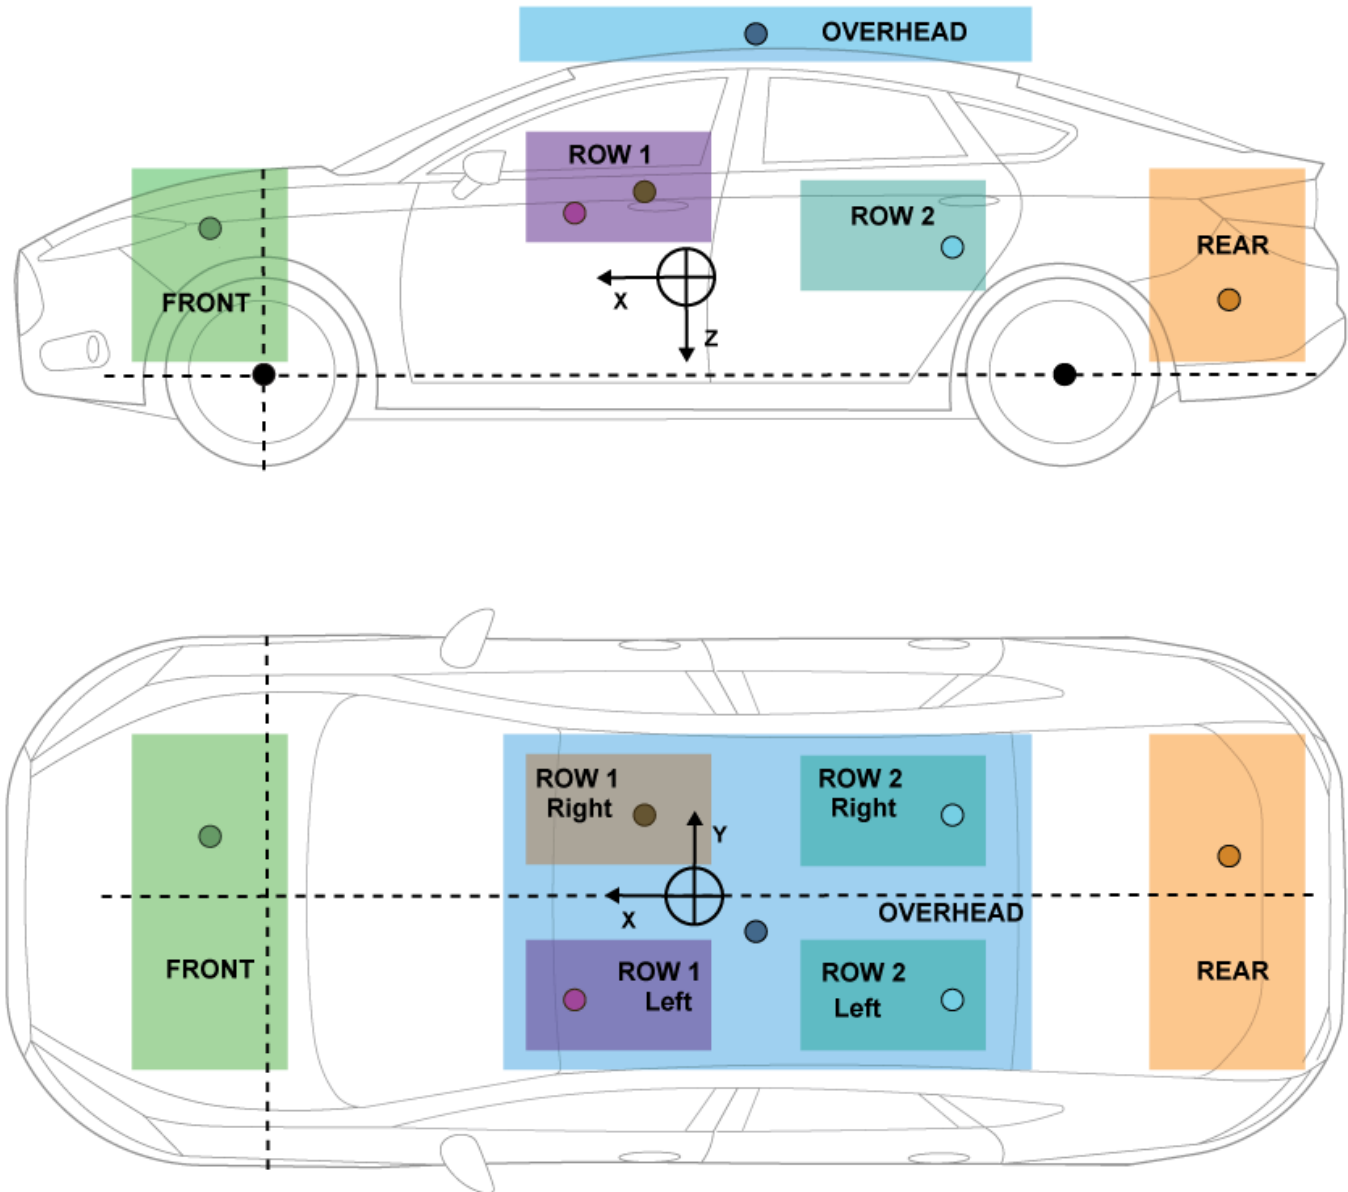 OVERHEAD
ROW 1
ROW 2
REAR
FRONT
X
Z
ROW 1
Right
ROW 2
Right
Y
X
OVERHEAD
FRONT
ROW 1
Left
ROW 2
Left
REAR